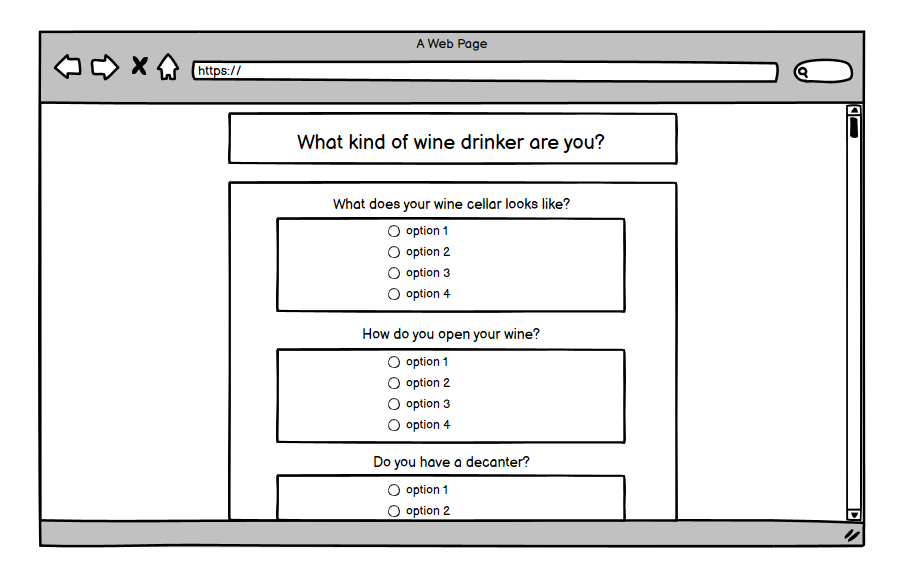 A Web Page
https://
What kind of wine drinker are you?
What does your wine cellar looks like?
option 1
option 2
option 3
option 4
How do you open your wine?
option 1
option 2
option 3
option 4
Do you have a decanter?
option 1
option 2